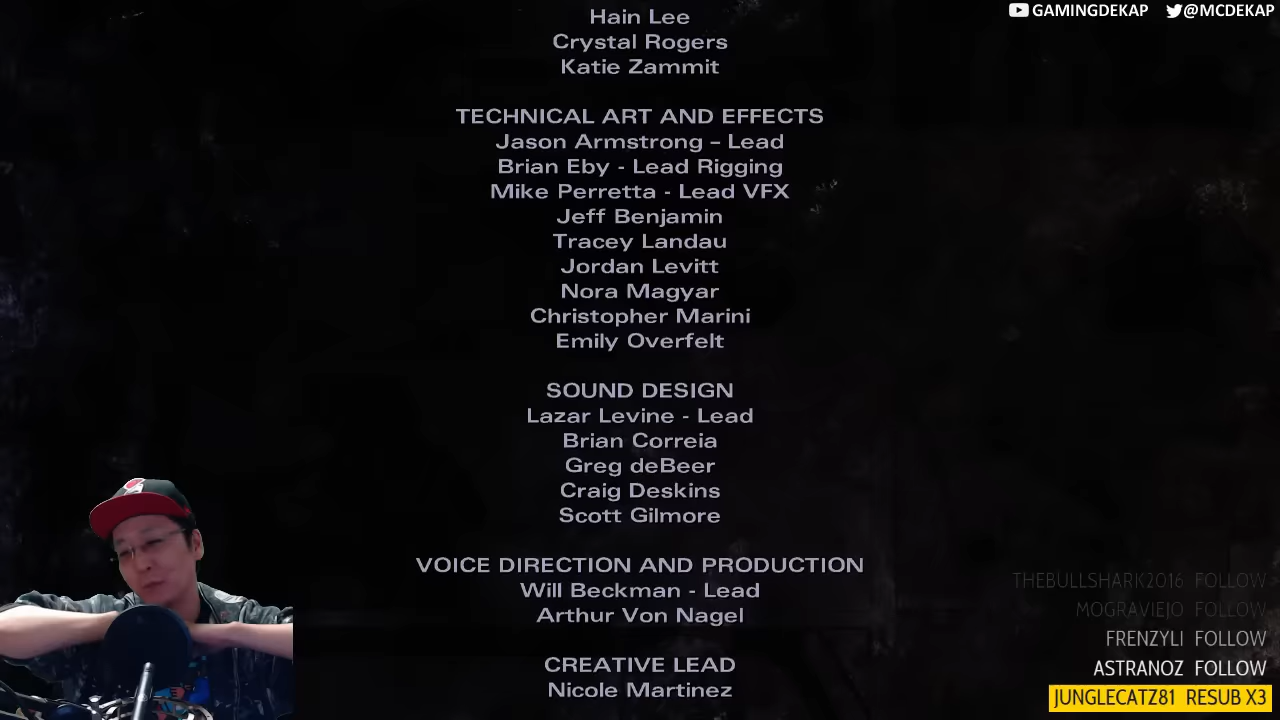 Hain Lee
Crystal Rogers
Katie Zammit
GAMINGDEKAP @MCDEKAP
TECHNICAL ART AND EFFECTS
Jason Armstrong – Lead
Brian Eby - Lead Rigging
Mike Perretta - Lead VFX
Jeff Benjamin
Tracey Landau
Jordan Levitt
Nora Magyar
Christopher Marini
Emily Overfelt
SOUND DESIGN
Lazar Levine - Lead
Brian Correia
Greg deBeer
Craig Deskins
Scott Gilmore
VOICE DIRECTION AND PRODUCTION
Will Beckman - Lead
Arthur Von Nagel
CREATIVE LEAD
Nicole Martinez
THEBULLSHARK2016 FOLLOW
MOGRAVIEJO FOLLOW
FRENZYLI FOLLOW
ASTRANOZ FOLLOW
JUNGLECATZ81 RESUB X3